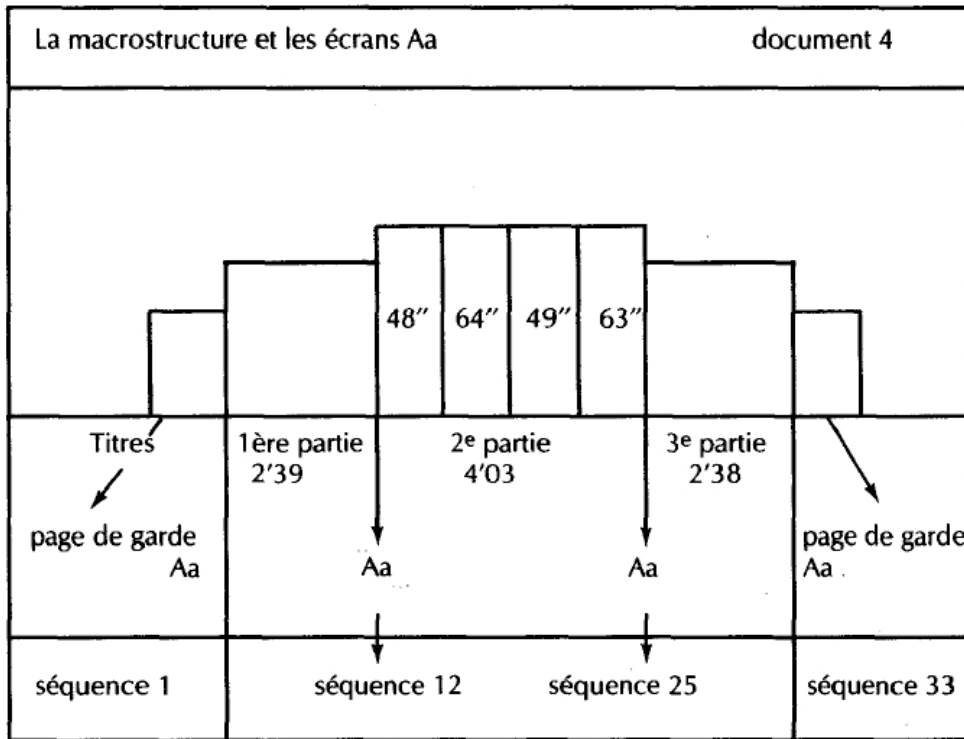 La macrostructure et les écrans Aa document 4
48″ 64″ 49″ 63″
Titres 1ère partie 2e partie 3e partie
2′39 4′03 2′38
page de garde page de garde
Aa Aa Aa Aa
séquence 1 séquence 12 séquence 25 séquence 33